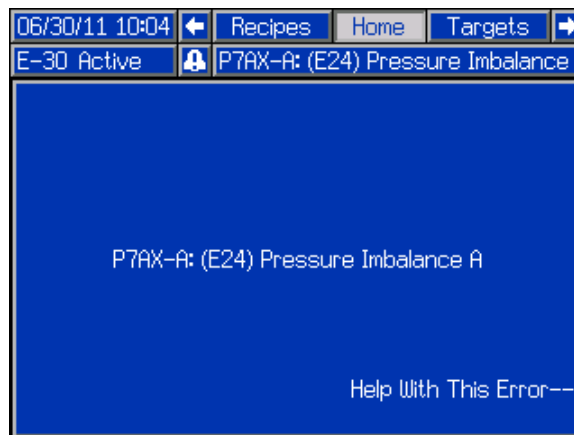 06/30/11 10:04 Recipes Home Targets
E-30 Active P7AX-A: (E24) Pressure Imbalance
P7AX-A: (E24) Pressure Imbalance A
Help With This Error--